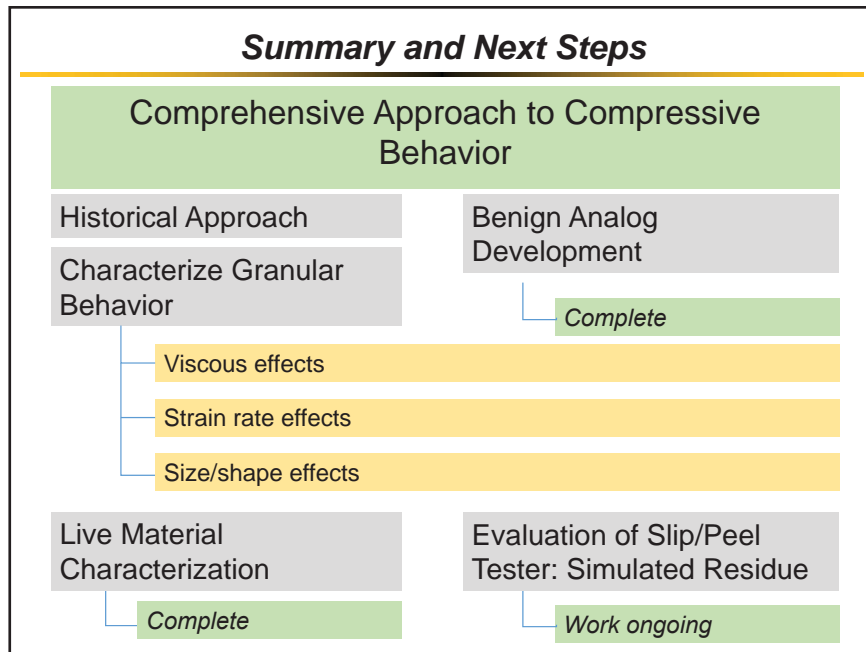 Summary and Next Steps
Comprehensive Approach to Compressive
Behavior
Historical Approach
Characterize Granular
Behavior
Benign Analog
Development
Complete
Viscous effects
Strain rate effects
Size/shape effects
Live Material
Characterization
Complete
Evaluation of Slip/Peel
Tester: Simulated Residue
Work ongoing